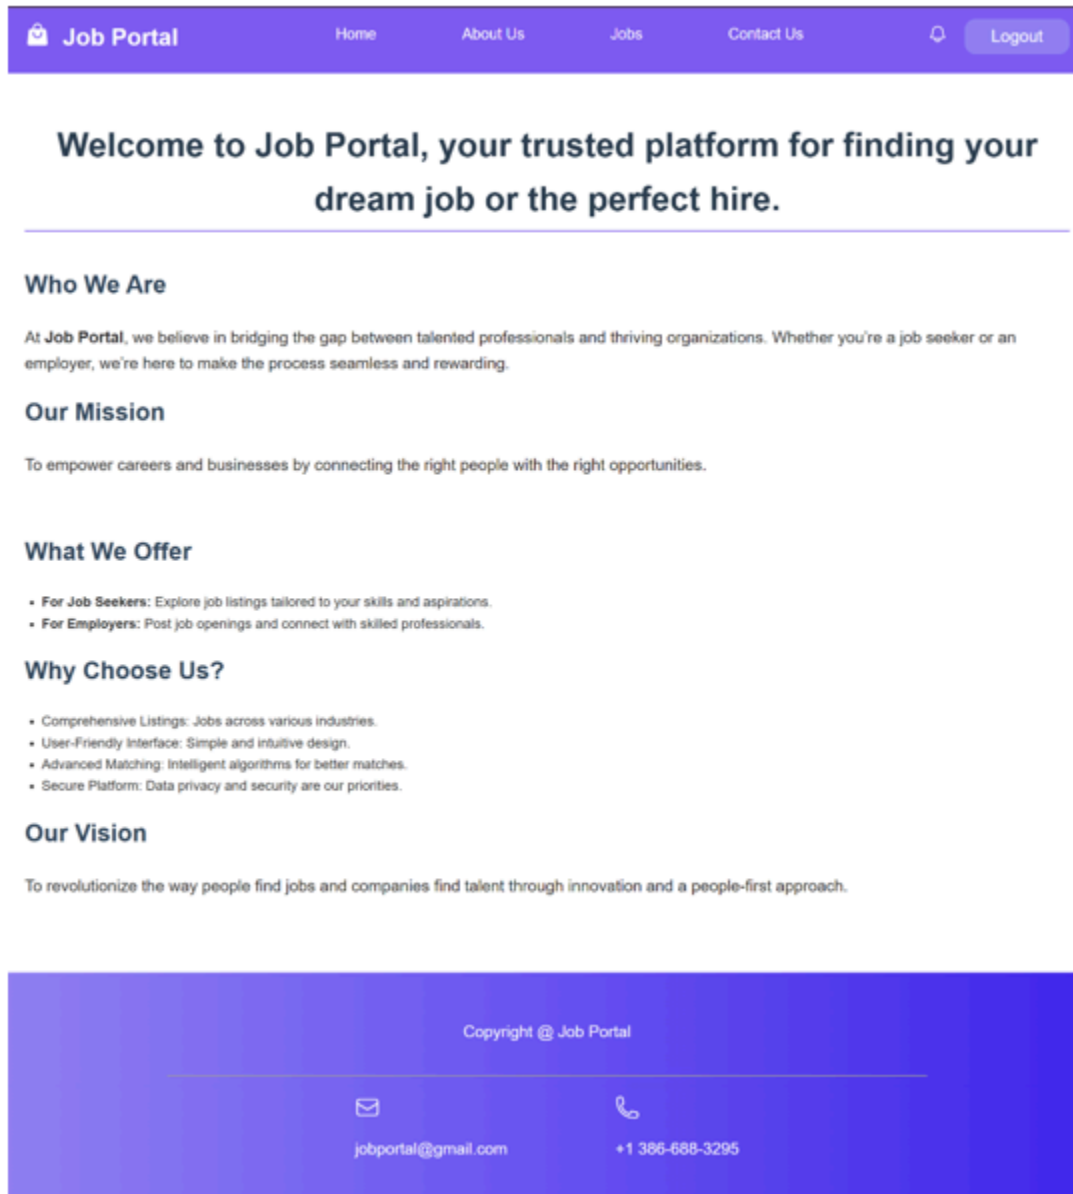 Job Portal
Home
About Us
Jobs
Contact Us
Logout
Welcome to Job Portal, your trusted platform for finding your
dream job or the perfect hire.
Who We Are
At Job Portal, we believe in bridging the gap between talented professionals and thriving organizations. Whether you're a job seeker or an
employer, we're here to make the process seamless and rewarding.
Our Mission
To empower careers and businesses by connecting the right people with the right opportunities.
What We Offer
• For Job Seekers: Explore job listings tailored to your skills and aspirations.
• For Employers: Post job openings and connect with skilled professionals.
Why Choose Us?
• Comprehensive Listings: Jobs across various industries.
• User-Friendly Interface: Simple and intuitive design.
• Advanced Matching: Intelligent algorithms for better matches.
• Secure Platform: Data privacy and security are our priorities.
Our Vision
To revolutionize the way people find jobs and companies find talent through innovation and a people-first approach.
Copyright @ Job Portal
jobportal@gmail.com
+1 386-688-3295